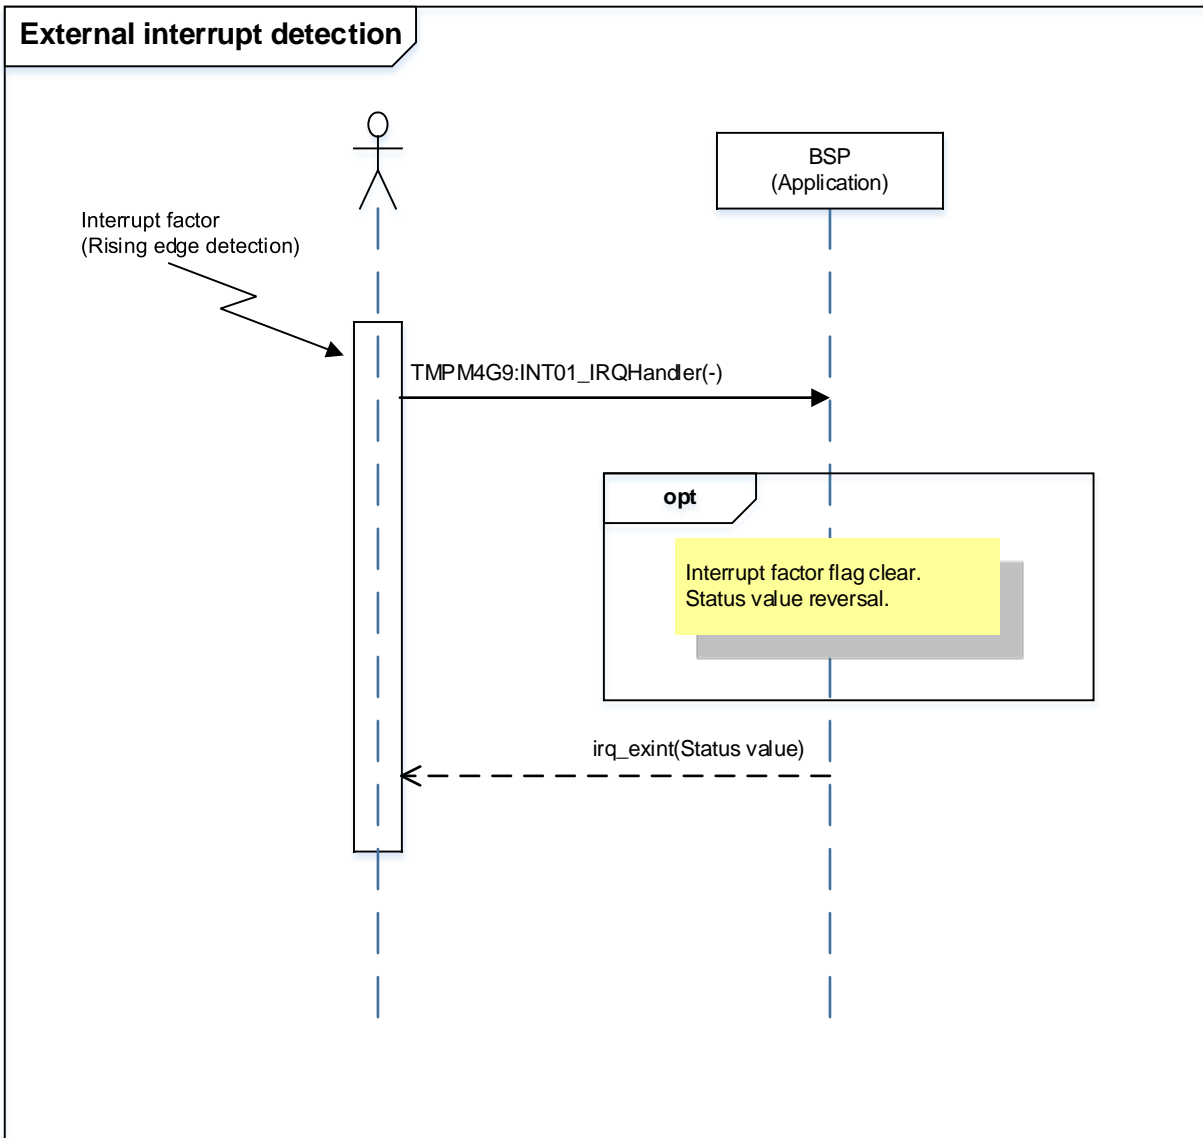 External interrupt detection
BSP
(Application)
Interrupt factor
(Rising edge detection)
TMPM4G9:INT01_IRQHandler(-)
opt
Interrupt factor flag clear.
Status value reversal.
irq_exint(Status value)